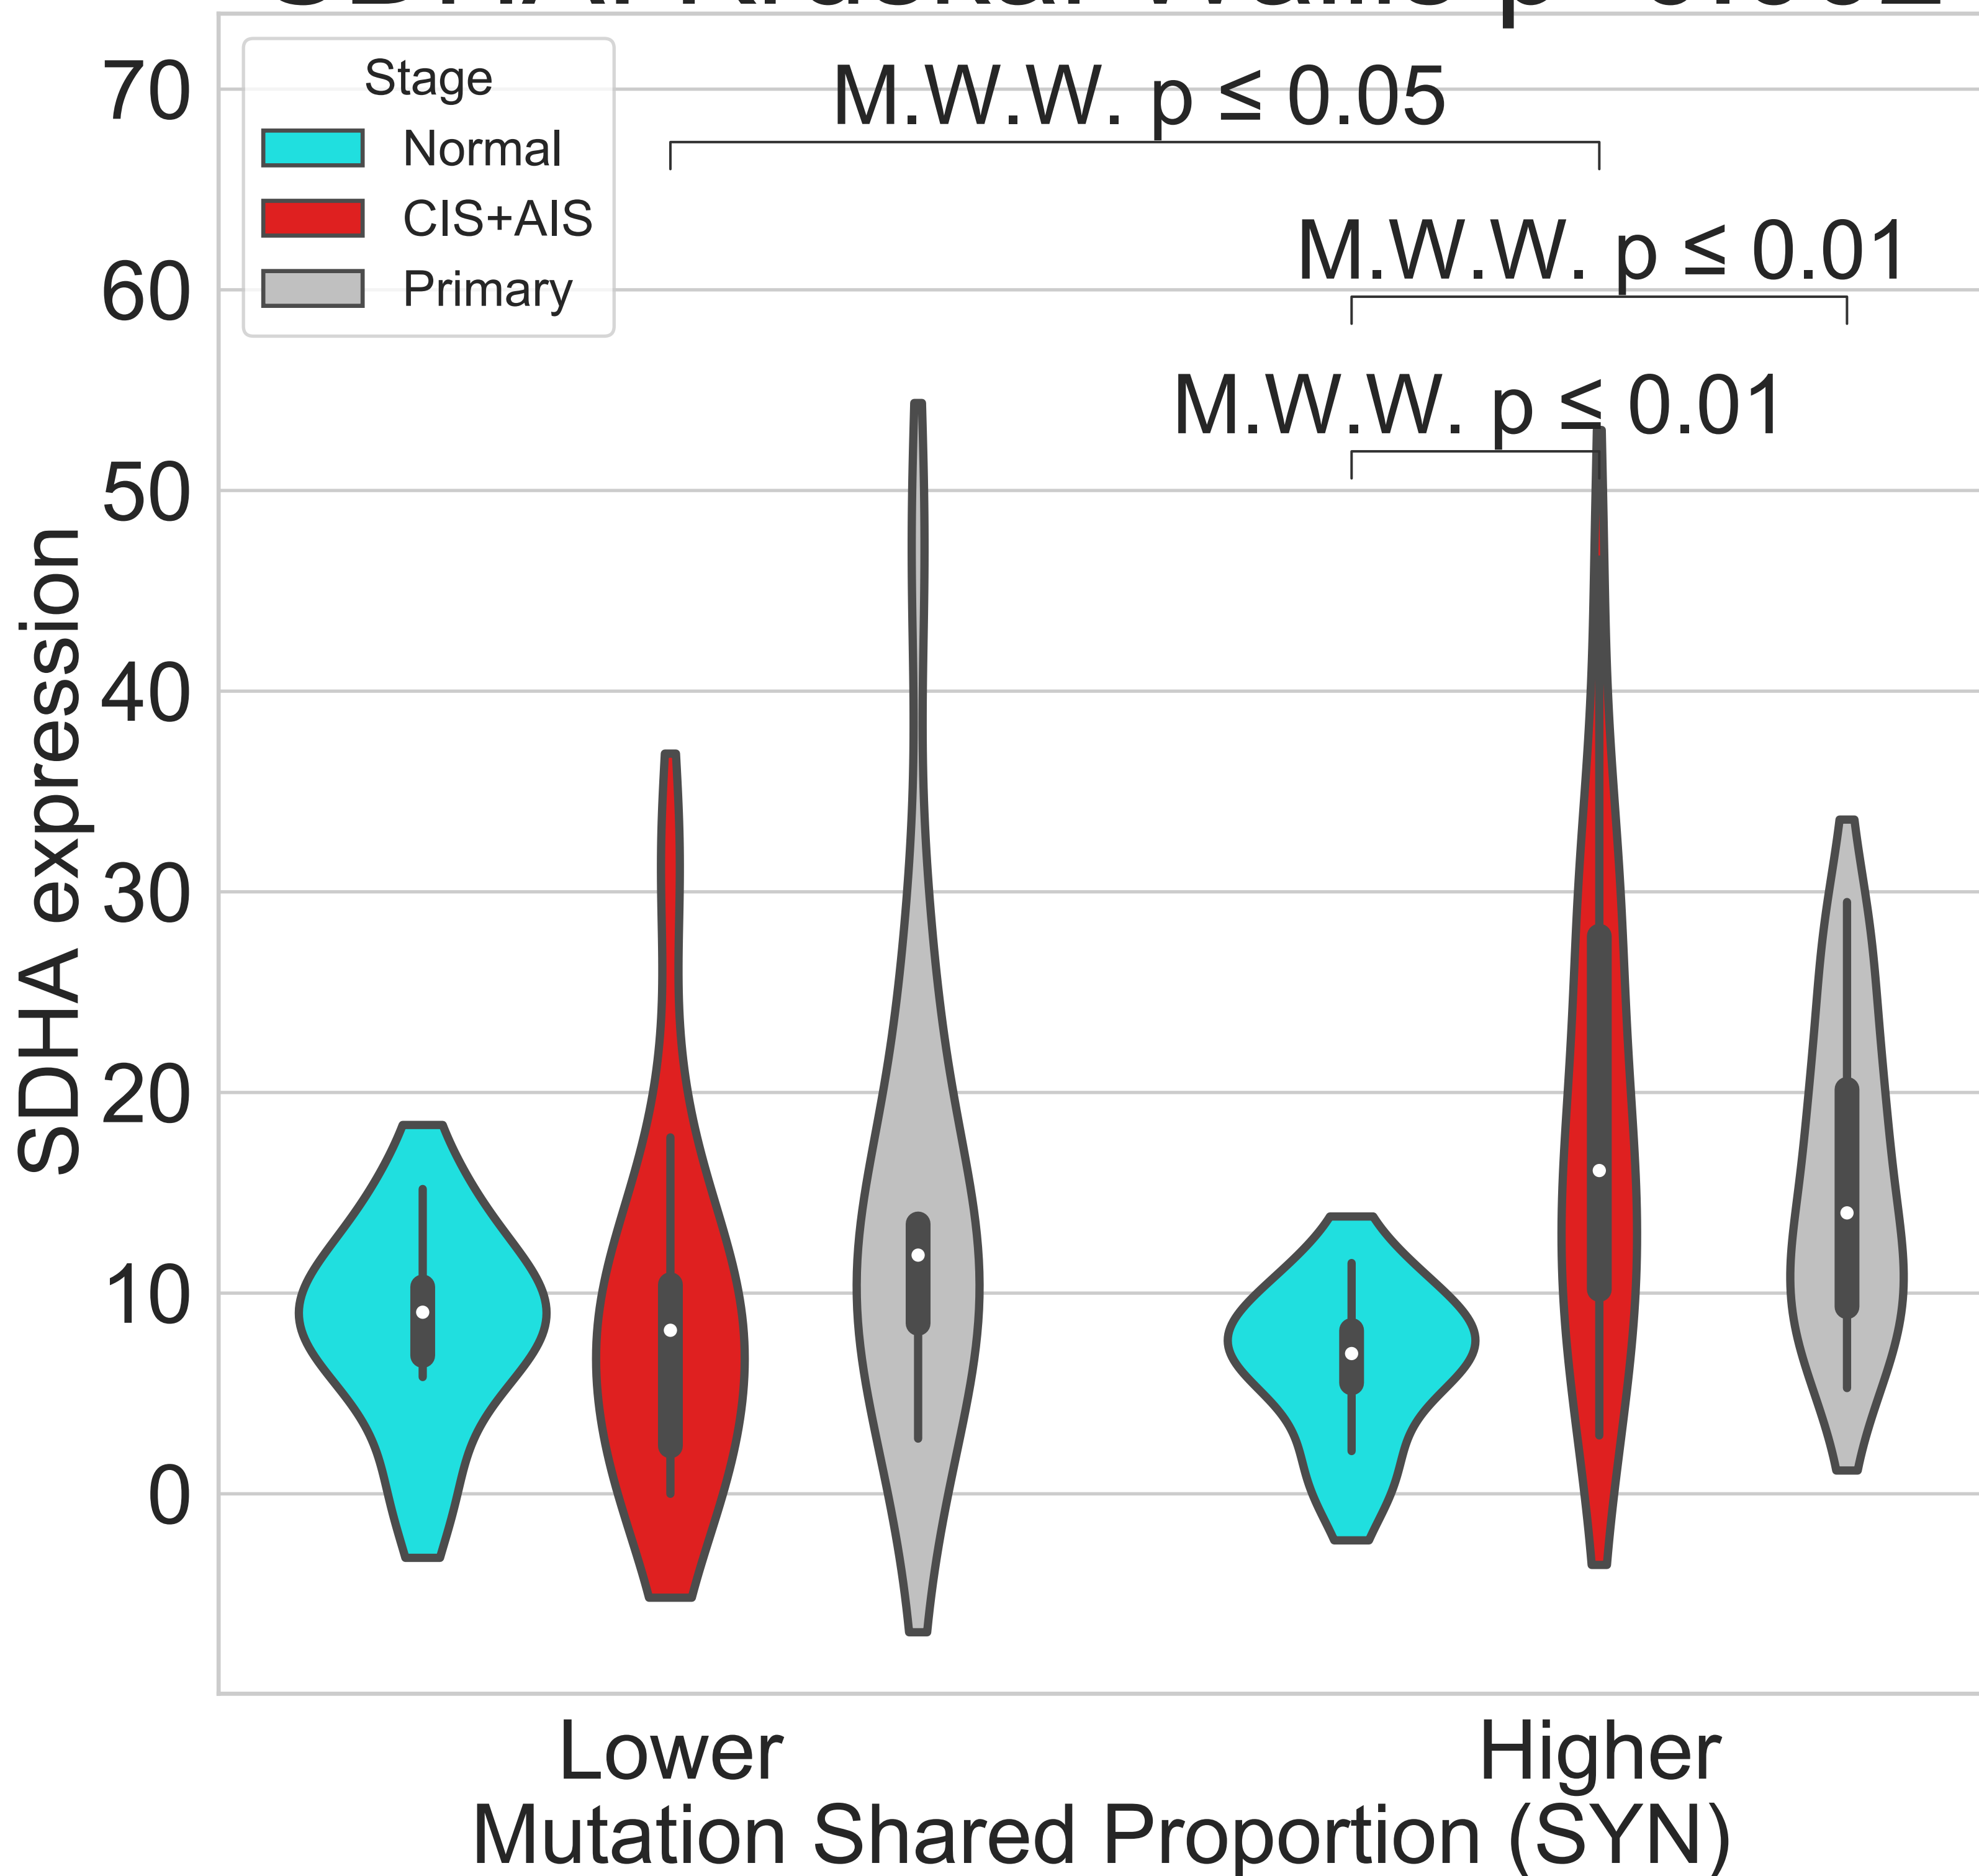 70
60
50
40
30
20
10
0
SDHA expression
Stage
Normal
CIS+AIS
Primary
M.W.W. p ≤ 0.05
M.W.W. p ≤ 0.01
M.W.W. p ≤ 0.01
Lower
Higher
Mutation Shared Proportion (SYN)